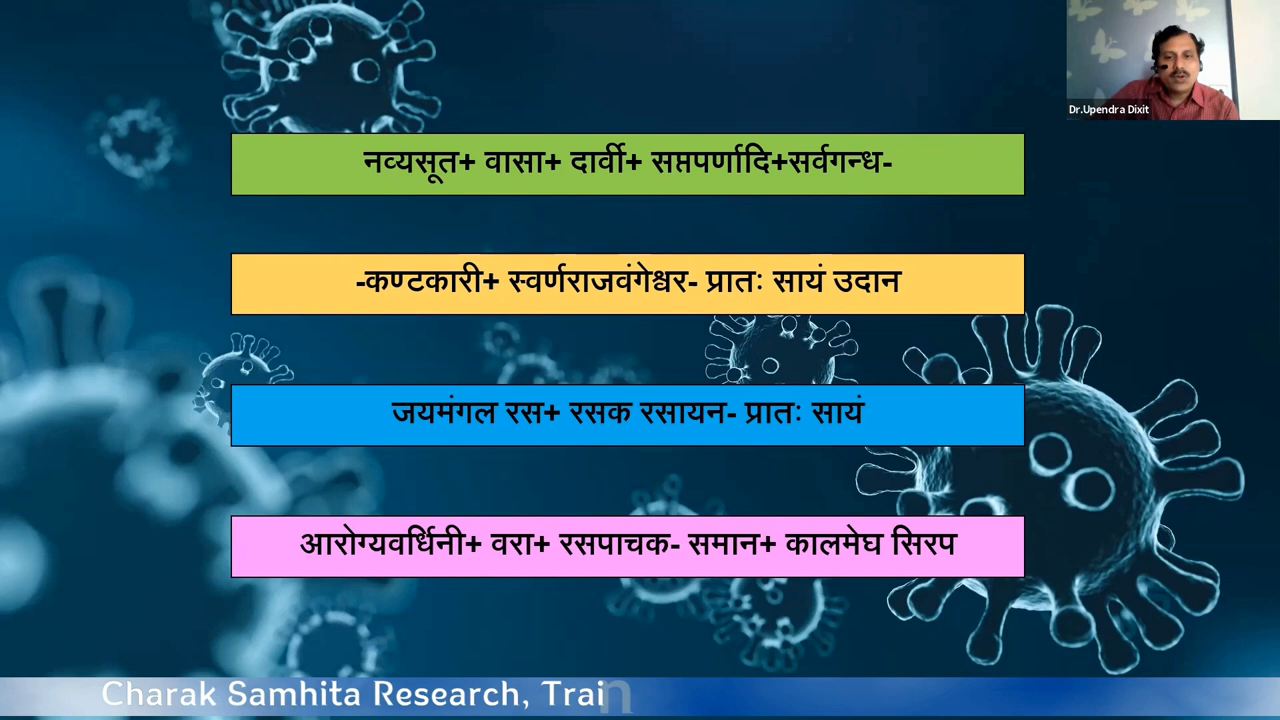 Dr.Upendra Dixit
नव्यसूत+ वासा+ दार्वी+ सप्तपर्णादि+सर्वगन्ध-
-कण्टकारी+ स्वर्णराजवंगेश्वर- प्रातः सायं उदान
जयमंगल रस+ रसक रसायन- प्रातः सायं
आरोग्यवर्धिनी+ वरा+ रसपाचक- समान+ कालमेघ सिरप
Charak Samhita Research, Train